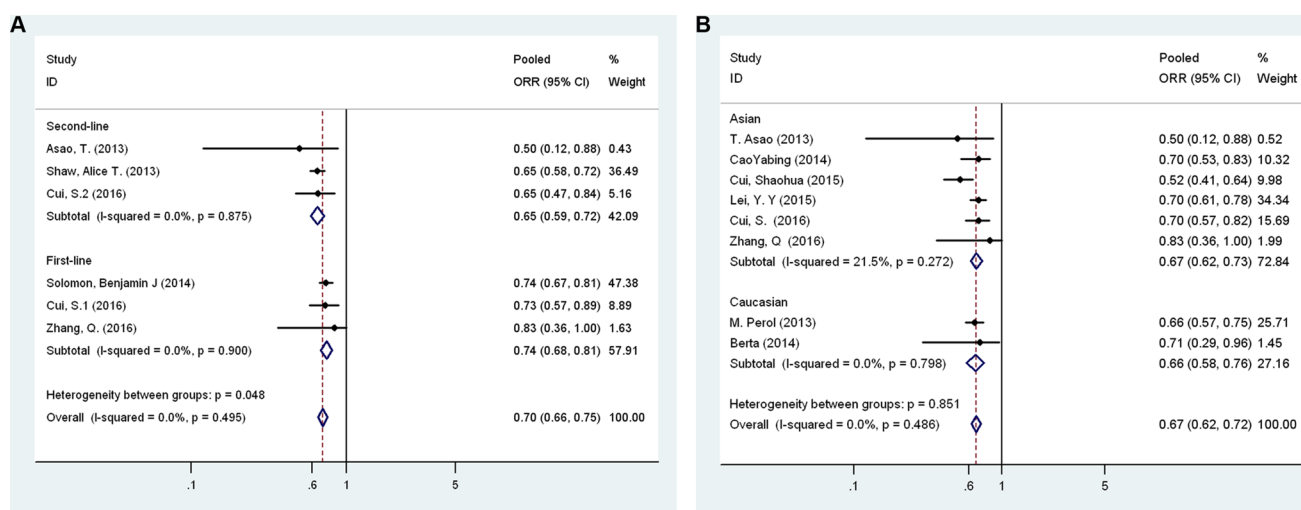 A
Study Pooled %
ID ORR (95% CI) Weight
Second-line
Asao, T. (2013) 0.50 (0.12, 0.88) 0.43
Shaw, Alice T. (2013) 0.65 (0.58, 0.72) 36.49
Cui, S.2 (2016) 0.65 (0.47, 0.84) 5.16
Subtotal (I-squared = 0.0%, p = 0.875) 0.65 (0.59, 0.72) 42.09
First-line
Solomon, Benjamin J (2014) 0.74 (0.67, 0.81) 47.38
Cui, S.1 (2016) 0.73 (0.57, 0.89) 8.89
Zhang, Q. (2016) 0.83 (0.36, 1.00) 1.63
Subtotal (I-squared = 0.0%, p = 0.900) 0.74 (0.68, 0.81) 57.91
Heterogeneity between groups: p = 0.048
Overall (I-squared = 0.0%, p = 0.495) 0.70 (0.66, 0.75) 100.00
.1 .6 1 5
B
Study Pooled %
ID ORR (95% CI) Weight
Asian
T. Asao (2013) 0.50 (0.12, 0.88) 0.52
CaoYabing (2014) 0.70 (0.53, 0.83) 10.32
Cui, Shaohua (2015) 0.52 (0.41, 0.64) 9.98
Lei, Y. Y (2015) 0.70 (0.61, 0.78) 34.34
Cui, S. (2016) 0.70 (0.57, 0.82) 15.69
Zhang, Q (2016) 0.83 (0.36, 1.00) 1.99
Subtotal (I-squared = 21.5%, p = 0.272) 0.67 (0.62, 0.73) 72.84
Caucasian
M. Perol (2013) 0.66 (0.57, 0.75) 25.71
Berta (2014) 0.71 (0.29, 0.96) 1.45
Subtotal (I-squared = 0.0%, p = 0.798) 0.66 (0.58, 0.76) 27.16
Heterogeneity between groups: p = 0.851
Overall (I-squared = 0.0%, p = 0.486) 0.67 (0.62, 0.72) 100.00
.1 .6 1 5